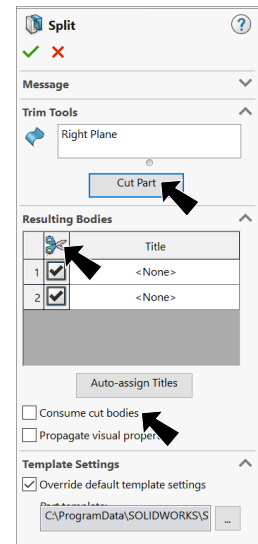 Split
Message
Trim Tools
Right Plane
Cut Part
Resulting Bodies
Title
1 <None>
2 <None>
Auto-assign Titles
Consume cut bodies
Propagate visual proper
Template Settings
Override default template settings
C:\ProgramData\SOLIDWORKS\S
...